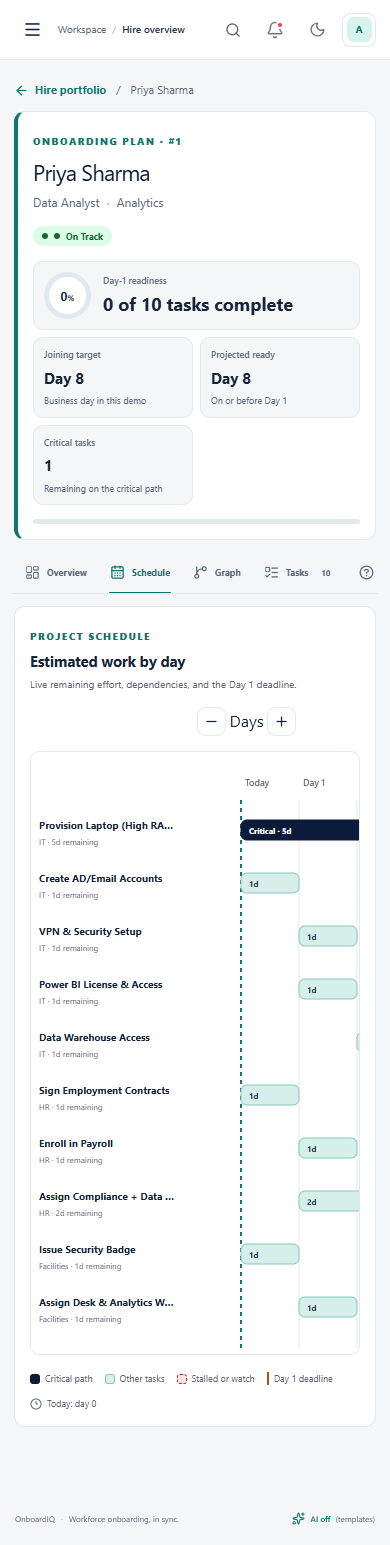 Workspace / Hire overview
A
Hire portfolio / Priya Sharma
ONBOARDING PLAN · #1
Priya Sharma
Data Analyst · Analytics
On Track
0%
Day-1 readiness
0 of 10 tasks complete
Joining target
Day 8
Business day in this demo
Projected ready
Day 8
On or before Day 1
Critical tasks
1
Remaining on the critical path
Overview Schedule Graph Tasks 10
PROJECT SCHEDULE
Estimated work by day
Live remaining effort, dependencies, and the Day 1 deadline.
Days
Today Day 1
Provision Laptop (High RA...
IT · 5d remaining
Critical · 5d
Create AD/Email Accounts
IT · 1d remaining
1d
VPN & Security Setup
IT · 1d remaining
1d
Power BI License & Access
IT · 1d remaining
1d
Data Warehouse Access
IT · 1d remaining
Sign Employment Contracts
HR · 1d remaining
1d
Enroll in Payroll
HR · 1d remaining
1d
Assign Compliance + Data ...
HR · 2d remaining
2d
Issue Security Badge
Facilities · 1d remaining
1d
Assign Desk & Analytics W...
Facilities · 1d remaining
1d
Critical path Other tasks Stalled or watch Day 1 deadline
Today: day 0
OnboardIQ · Workforce onboarding, in sync.
AI off (templates)